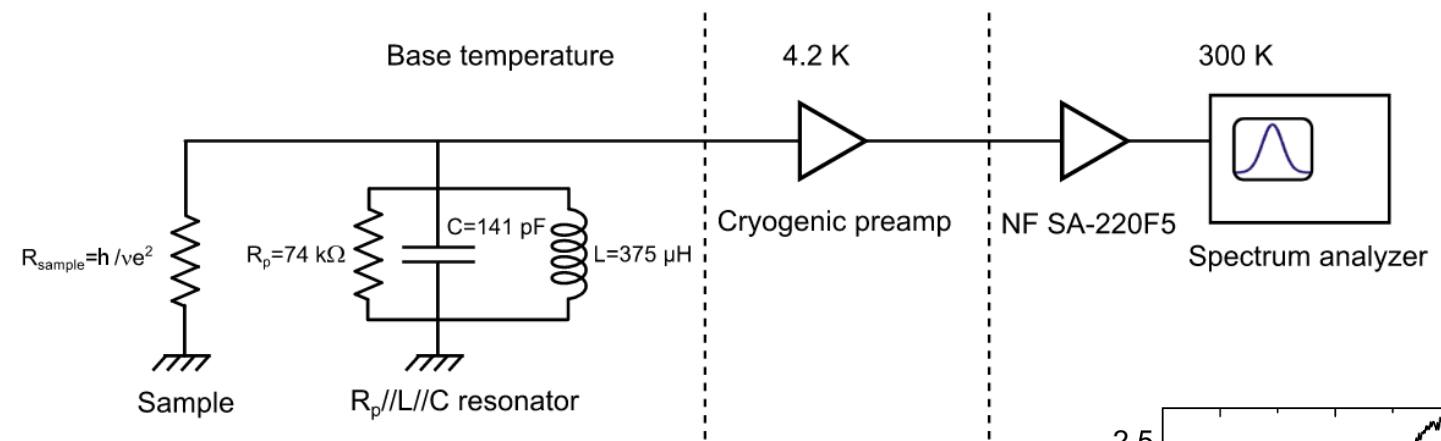 Base temperature
4.2 K
300 K
C=141 pF
Cryogenic preamp
NF SA-220F5
R_sample=h/νe²
R_p=74 kΩ
L=375 µH
Spectrum analyzer
Sample
R_p//L//C resonator
2.5